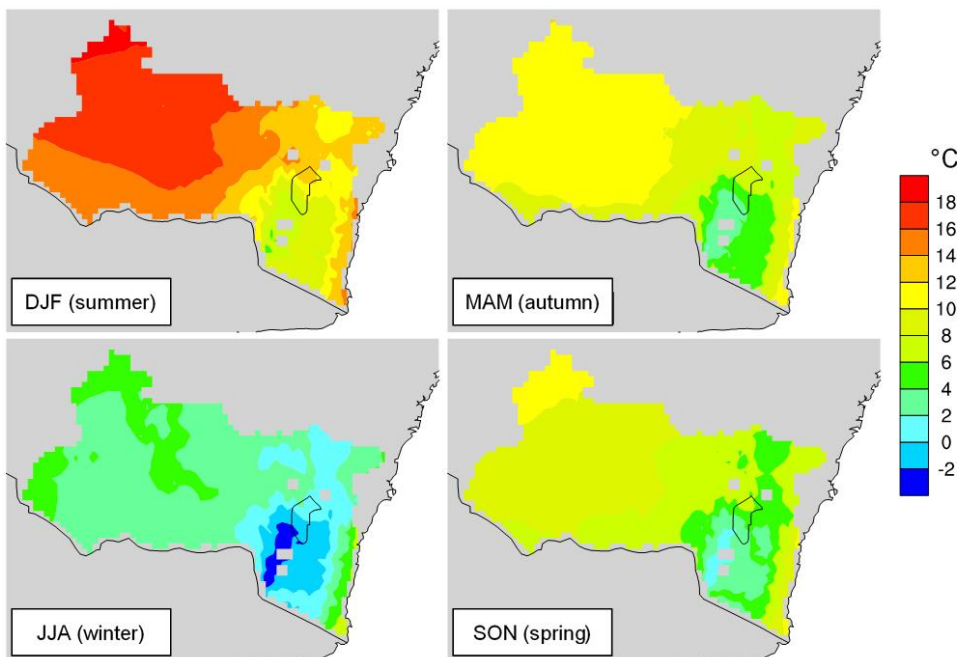 DJF (summer)
MAM (autumn)
JJA (winter)
SON (spring)
°C
18
16
14
12
10
8
6
4
2
0
-2